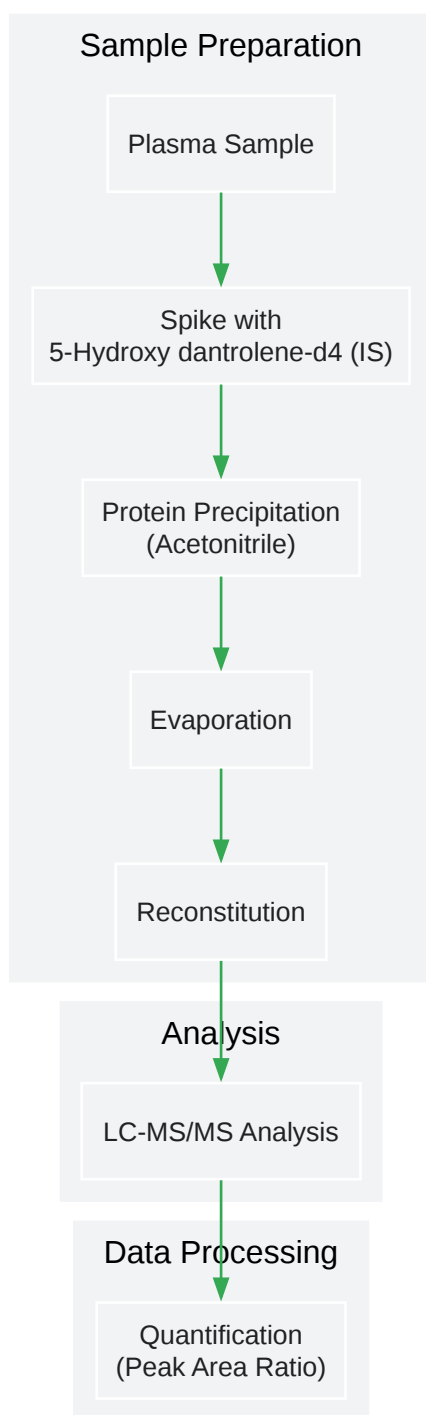 Sample Preparation
Plasma Sample
Spike with
5-Hydroxy dantrolene-d4 (IS)
Protein Precipitation
(Acetonitrile)
Evaporation
Reconstitution
Analysis
LC-MS/MS Analysis
Data Processing
Quantification
(Peak Area Ratio)